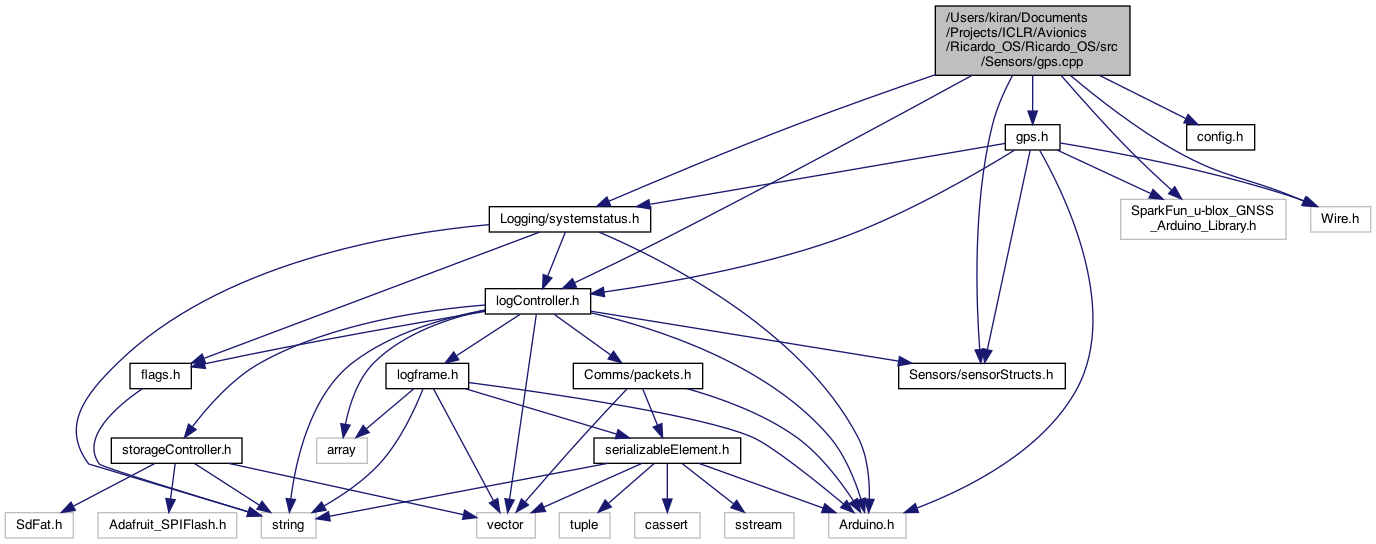 /Users/kiran/Documents
/Projects/ICLR/Avionics
/Ricardo_OS/Ricardo_OS/src
/Sensors/gps.cpp
gps.h
config.h
Logging/systemstatus.h
SparkFun_u-blox_GNSS
_Arduino_Library.h
Wire.h
logController.h
flags.h
logframe.h
Comms/packets.h
Sensors/sensorStructs.h
storageController.h
array
serializableElement.h
SdFat.h
Adafruit_SPIFlash.h
string
vector
tuple
cassert
sstream
Arduino.h